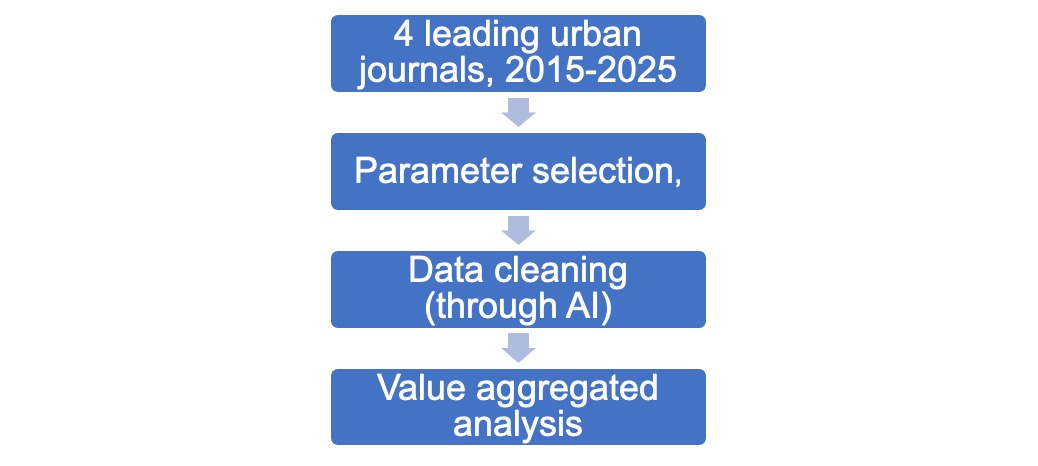 4 leading urban
journals, 2015-2025
Parameter selection,
Data cleaning
(through AI)
Value aggregated
analysis